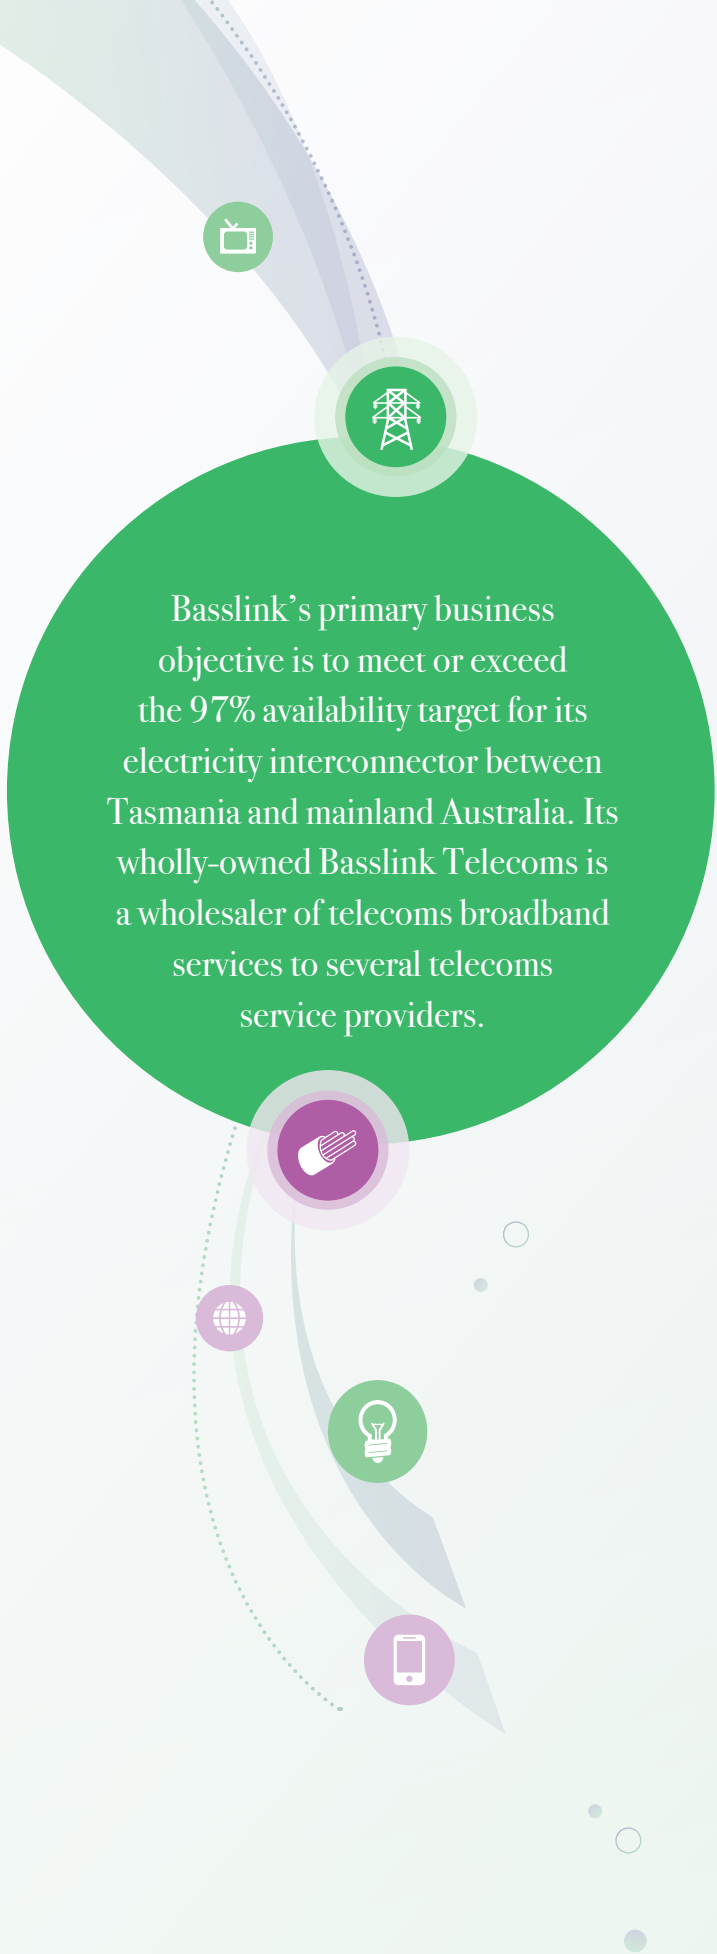 Basslink’s primary business
objective is to meet or exceed
the 97% availability target for its
electricity interconnector between
Tasmania and mainland Australia. Its
wholly-owned Basslink Telecoms is
a wholesaler of telecoms broadband
services to several telecoms
service providers.